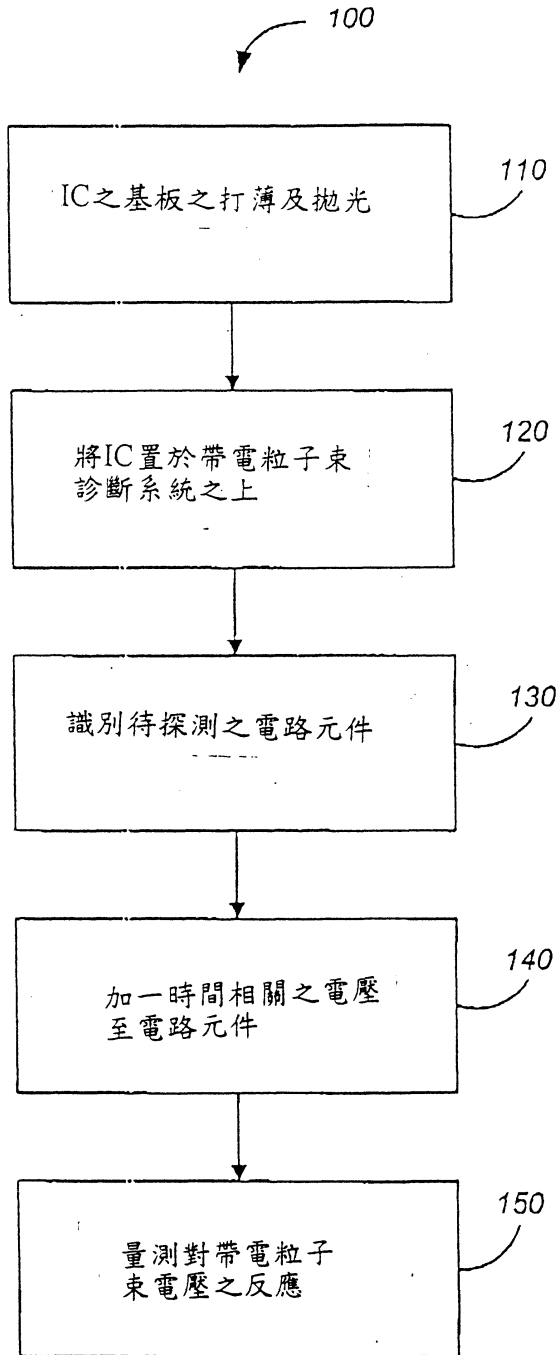 100
IC之基板之打薄及拋光
110
將IC置於帶電粒子束
診斷系統之上
120
識別待探測之電路元件
130
加一時間相關之電壓
至電路元件
140
量測對帶電粒子
束電壓之反應
150